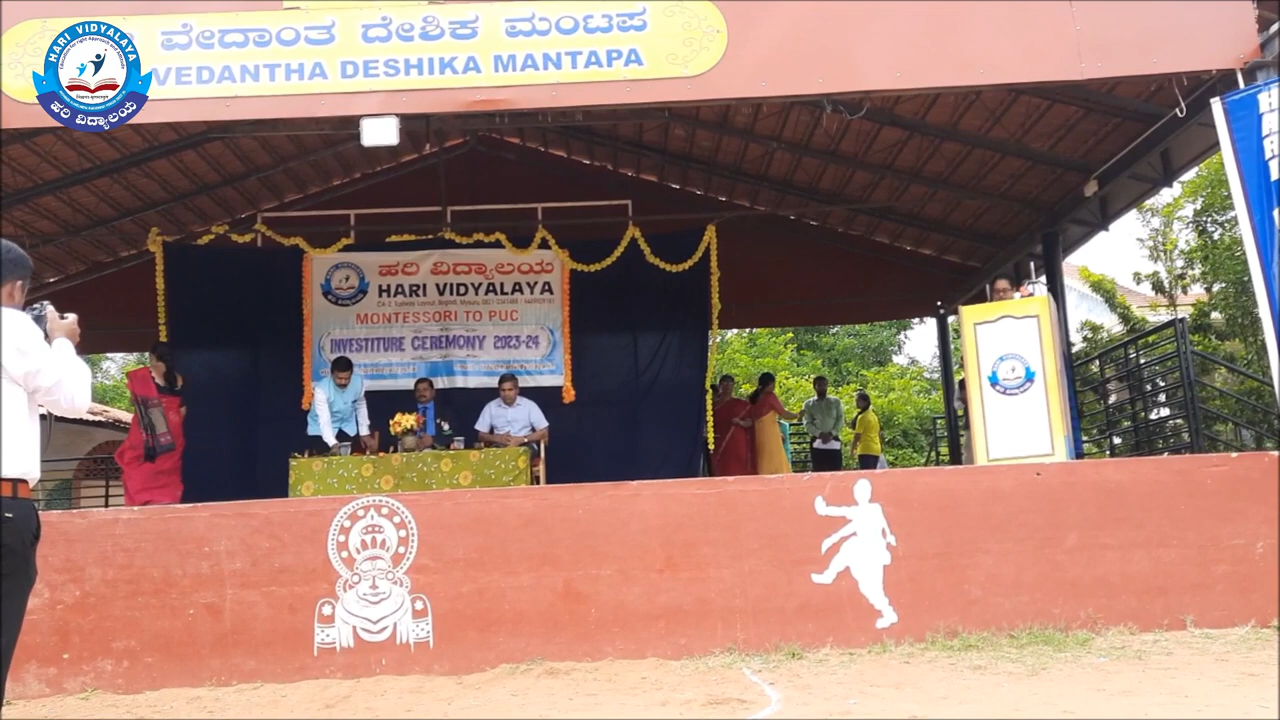 HARI VIDYALAYA
ಹರಿ ವಿದ್ಯಾಲಯ
ವೇದಾಂತ ದೇಶಿಕ ಮಂಟಪ
VEDANTHA DESHIKA MANTAPA
ಹರಿ ವಿದ್ಯಾಲಯ
HARI VIDYALAYA
MONTESSORI TO PUC
INVESTITURE CEREMONY 2023-24